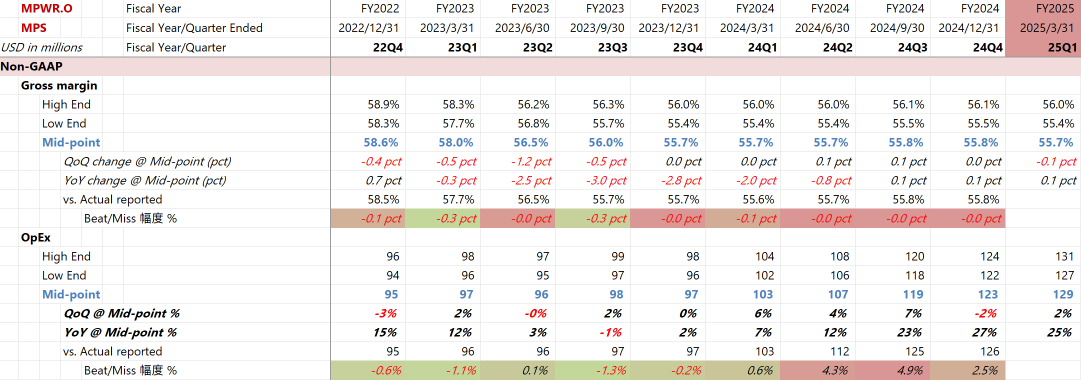 MPWR.O Fiscal Year FY2022 FY2023 FY2023 FY2023 FY2023 FY2024 FY2024 FY2024 FY2024 FY2025
MPS Fiscal Year/Quarter Ended 2022/12/31 2023/3/31 2023/6/30 2023/9/30 2023/12/31 2024/3/31 2024/6/30 2024/9/30 2024/12/31 2025/3/31
USD in millions Fiscal Year/Quarter 22Q4 23Q1 23Q2 23Q3 23Q4 24Q1 24Q2 24Q3 24Q4 25Q1
Non-GAAP
Gross margin
High End 58.9% 58.3% 56.2% 56.3% 56.0% 56.0% 56.0% 56.1% 56.1% 56.0%
Low End 58.3% 57.7% 56.8% 55.7% 55.4% 55.4% 55.4% 55.5% 55.5% 55.4%
Mid-point 58.6% 58.0% 56.5% 56.0% 55.7% 55.7% 55.7% 55.8% 55.8% 55.7%
QoQ change @ Mid-point (pct) -0.4 pct -0.5 pct -1.2 pct -0.5 pct 0.0 pct 0.0 pct 0.1 pct 0.1 pct 0.0 pct -0.1 pct
YoY change @ Mid-point (pct) 0.7 pct -0.3 pct -2.5 pct -3.0 pct -2.8 pct -2.0 pct -0.8 pct 0.1 pct 0.1 pct 0.1 pct
vs. Actual reported 58.5% 57.7% 56.5% 55.7% 55.7% 55.6% 55.7% 55.8% 55.8%
Beat/Miss 幅度 % -0.1 pct -0.3 pct -0.0 pct -0.3 pct -0.0 pct -0.1 pct -0.0 pct -0.0 pct -0.0 pct
OpEx
High End 96 98 97 99 98 104 108 120 124 131
Low End 94 96 95 97 96 102 106 118 122 127
Mid-point 95 97 96 98 97 103 107 119 123 129
QoQ @ Mid-point % -3% 2% -0% 2% 0% 6% 4% 7% -2% 2%
YoY @ Mid-point % 15% 12% 3% -1% 2% 7% 12% 23% 27% 25%
vs. Actual reported 95 96 96 97 97 103 112 125 126
Beat/Miss 幅度 % -0.6% -1.1% 0.1% -1.3% -0.2% 0.6% 4.3% 4.9% 2.5%